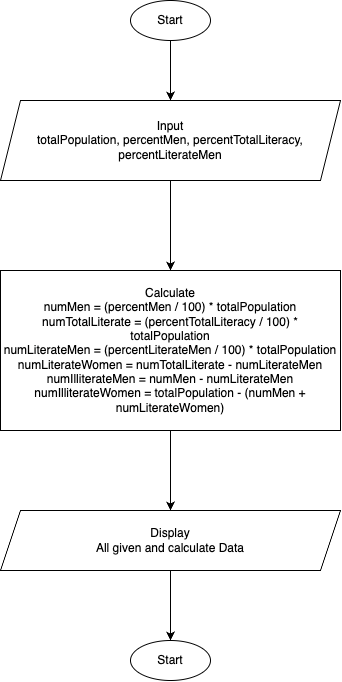 Start
Input
totalPopulation, percentMen, percentTotalLiteracy,
percentLiterateMen
Calculate
numMen = (percentMen / 100) * totalPopulation
numTotalLiterate = (percentTotalLiteracy / 100) *
totalPopulation
numLiterateMen = (percentLiterateMen / 100) * totalPopulation
numLiterateWomen = numTotalLiterate - numLiterateMen
numIlliterateMen = numMen - numLiterateMen
numIlliterateWomen = totalPopulation - (numMen +
numLiterateWomen)
Display
All given and calculate Data
Start